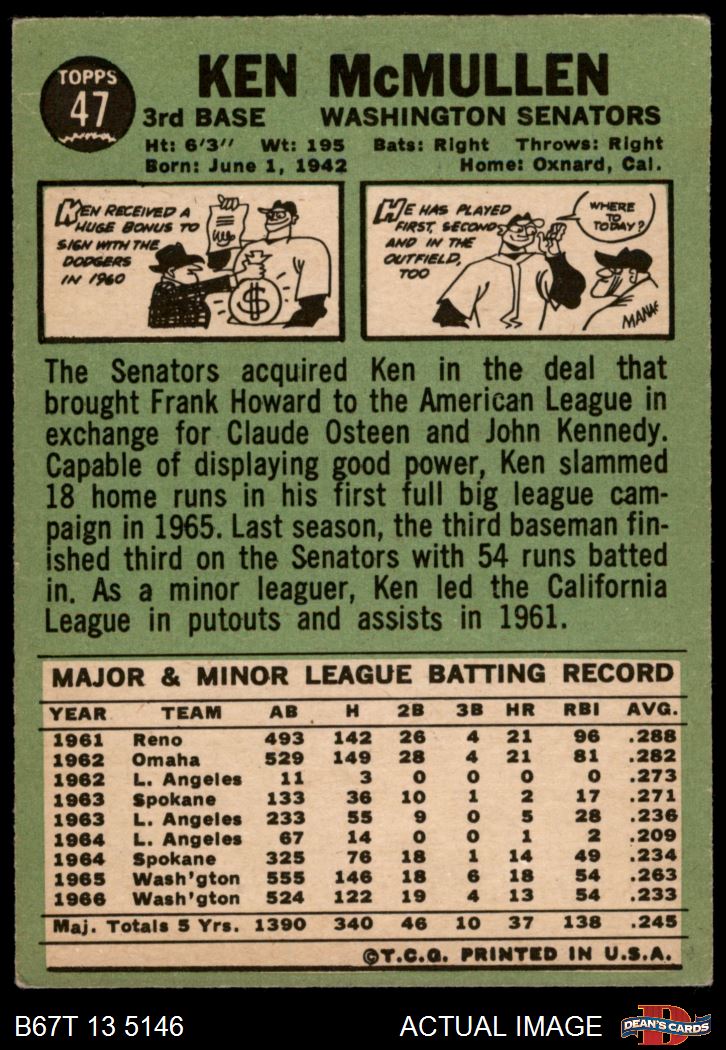 TOPPS
47
KEN McMULLEN
3rd BASE WASHINGTON SENATORS
Ht: 6'3" Wt: 195 Bats: Right Throws: Right
Born: June 1, 1942 Home: Oxnard, Cal.
KEN RECEIVED A
HUGE BONUS TO
SIGN WITH THE
DODGERS
IN 1960
$
HE HAS PLAYED
FIRST, SECOND
AND IN THE
OUTFIELD,
TOO
WHERE
TO
TODAY?
The Senators acquired Ken in the deal that
brought Frank Howard to the American League in
exchange for Claude Osteen and John Kennedy.
Capable of displaying good power, Ken slammed
18 home runs in his first full big league cam-
paign in 1965. Last season, the third baseman fin-
ished third on the Senators with 54 runs batted
in. As a minor leaguer, Ken led the California
League in putouts and assists in 1961.
MAJOR & MINOR LEAGUE BATTING RECORD
YEAR TEAM AB H 2B 3B HR RBI AVG.
1961 Reno 493 142 26 4 21 96 .288
1962 Omaha 529 149 28 4 21 81 .282
1962 L. Angeles 11 3 0 0 0 0 .273
1963 Spokane 133 36 10 1 2 17 .271
1963 L. Angeles 233 55 9 0 5 28 .236
1964 L. Angeles 67 14 0 0 1 2 .209
1964 Spokane 325 76 18 1 14 49 .234
1965 Wash'gton 555 146 18 6 18 54 .263
1966 Wash'gton 524 122 19 4 13 54 .233
Maj. Totals 5 Yrs. 1390 340 46 10 37 138 .245
©T.C.G. PRINTED IN U.S.A.
B67T 13 5146 ACTUAL IMAGE
D
DEAN'S CARDS